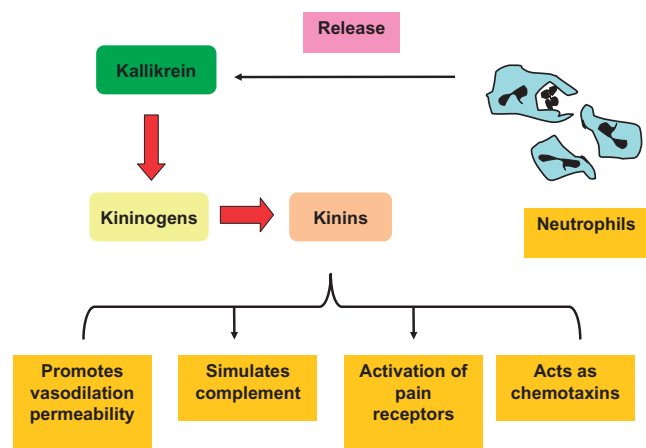 Release
Kallikrein
Kininogens
Kinins
Neutrophils
Promotes
vasodilation
permeability
Simulates
complement
Activation of
pain
receptors
Acts as
chemotaxins